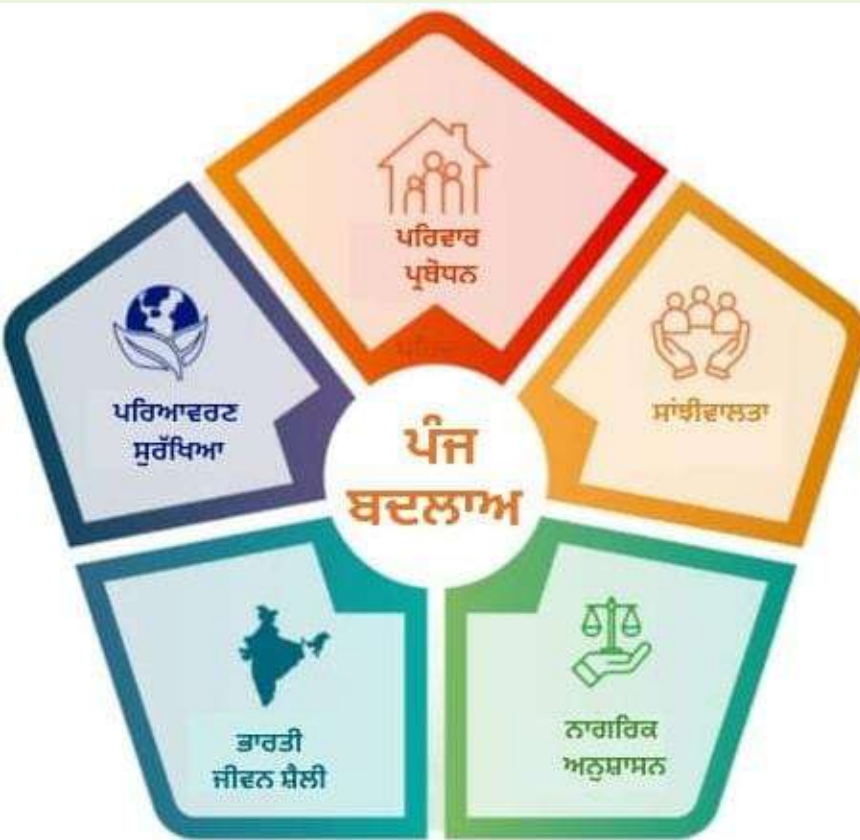 ਪਰਿਵਾਰ
ਪ੍ਰਬੋਧਨ
ਪਰਿਆਵਰਣ
ਸੁਰੱਖਿਆ
ਸਾਂਝੀਵਾਲਤਾ
ਪੰਜ
ਬਦਲਾਅ
ਭਾਰਤੀ
ਜੀਵਨ ਸ਼ੈਲੀ
ਨਾਗਰਿਕ
ਅਨੁਸ਼ਾਸਨ